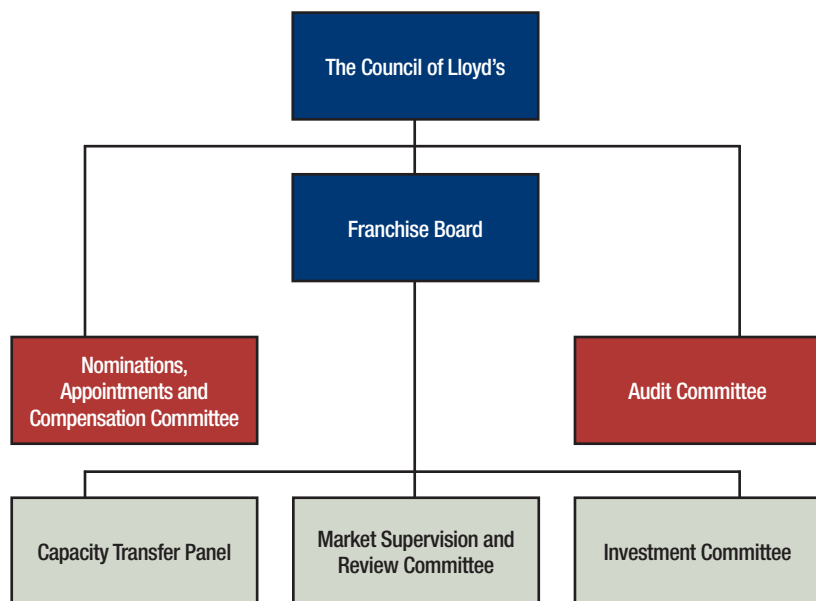 The Council of Lloyd’s
Franchise Board
Nominations,
Appointments and
Compensation Committee
Audit Committee
Capacity Transfer Panel
Market Supervision and
Review Committee
Investment Committee